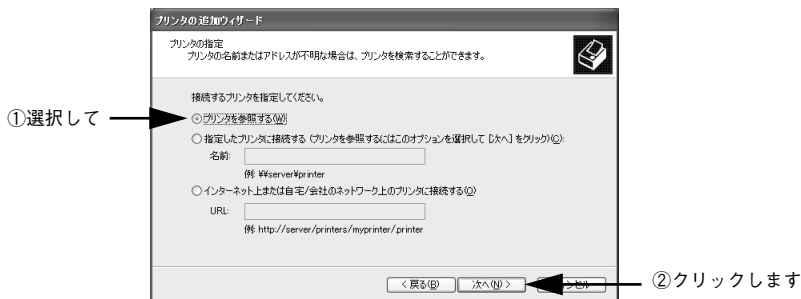 プリンタの追加ウィザード
プリンタの指定
プリンタの名前またはアドレスが不明な場合は、プリンタを検索することができます。
接続するプリンタを指定してください。
①選択して
プリンタを参照する(W)
指定したプリンタに接続する (プリンタを参照するにはこのオプションを選択して [次へ] をクリック)(C):
名前:
例: ¥¥server¥printer
インターネット上または自宅/会社のネットワーク上のプリンタに接続する(O)
URL:
例: http://server/printers/myprinter/.printer
< 戻る(B) 次へ(N) >
②クリックします